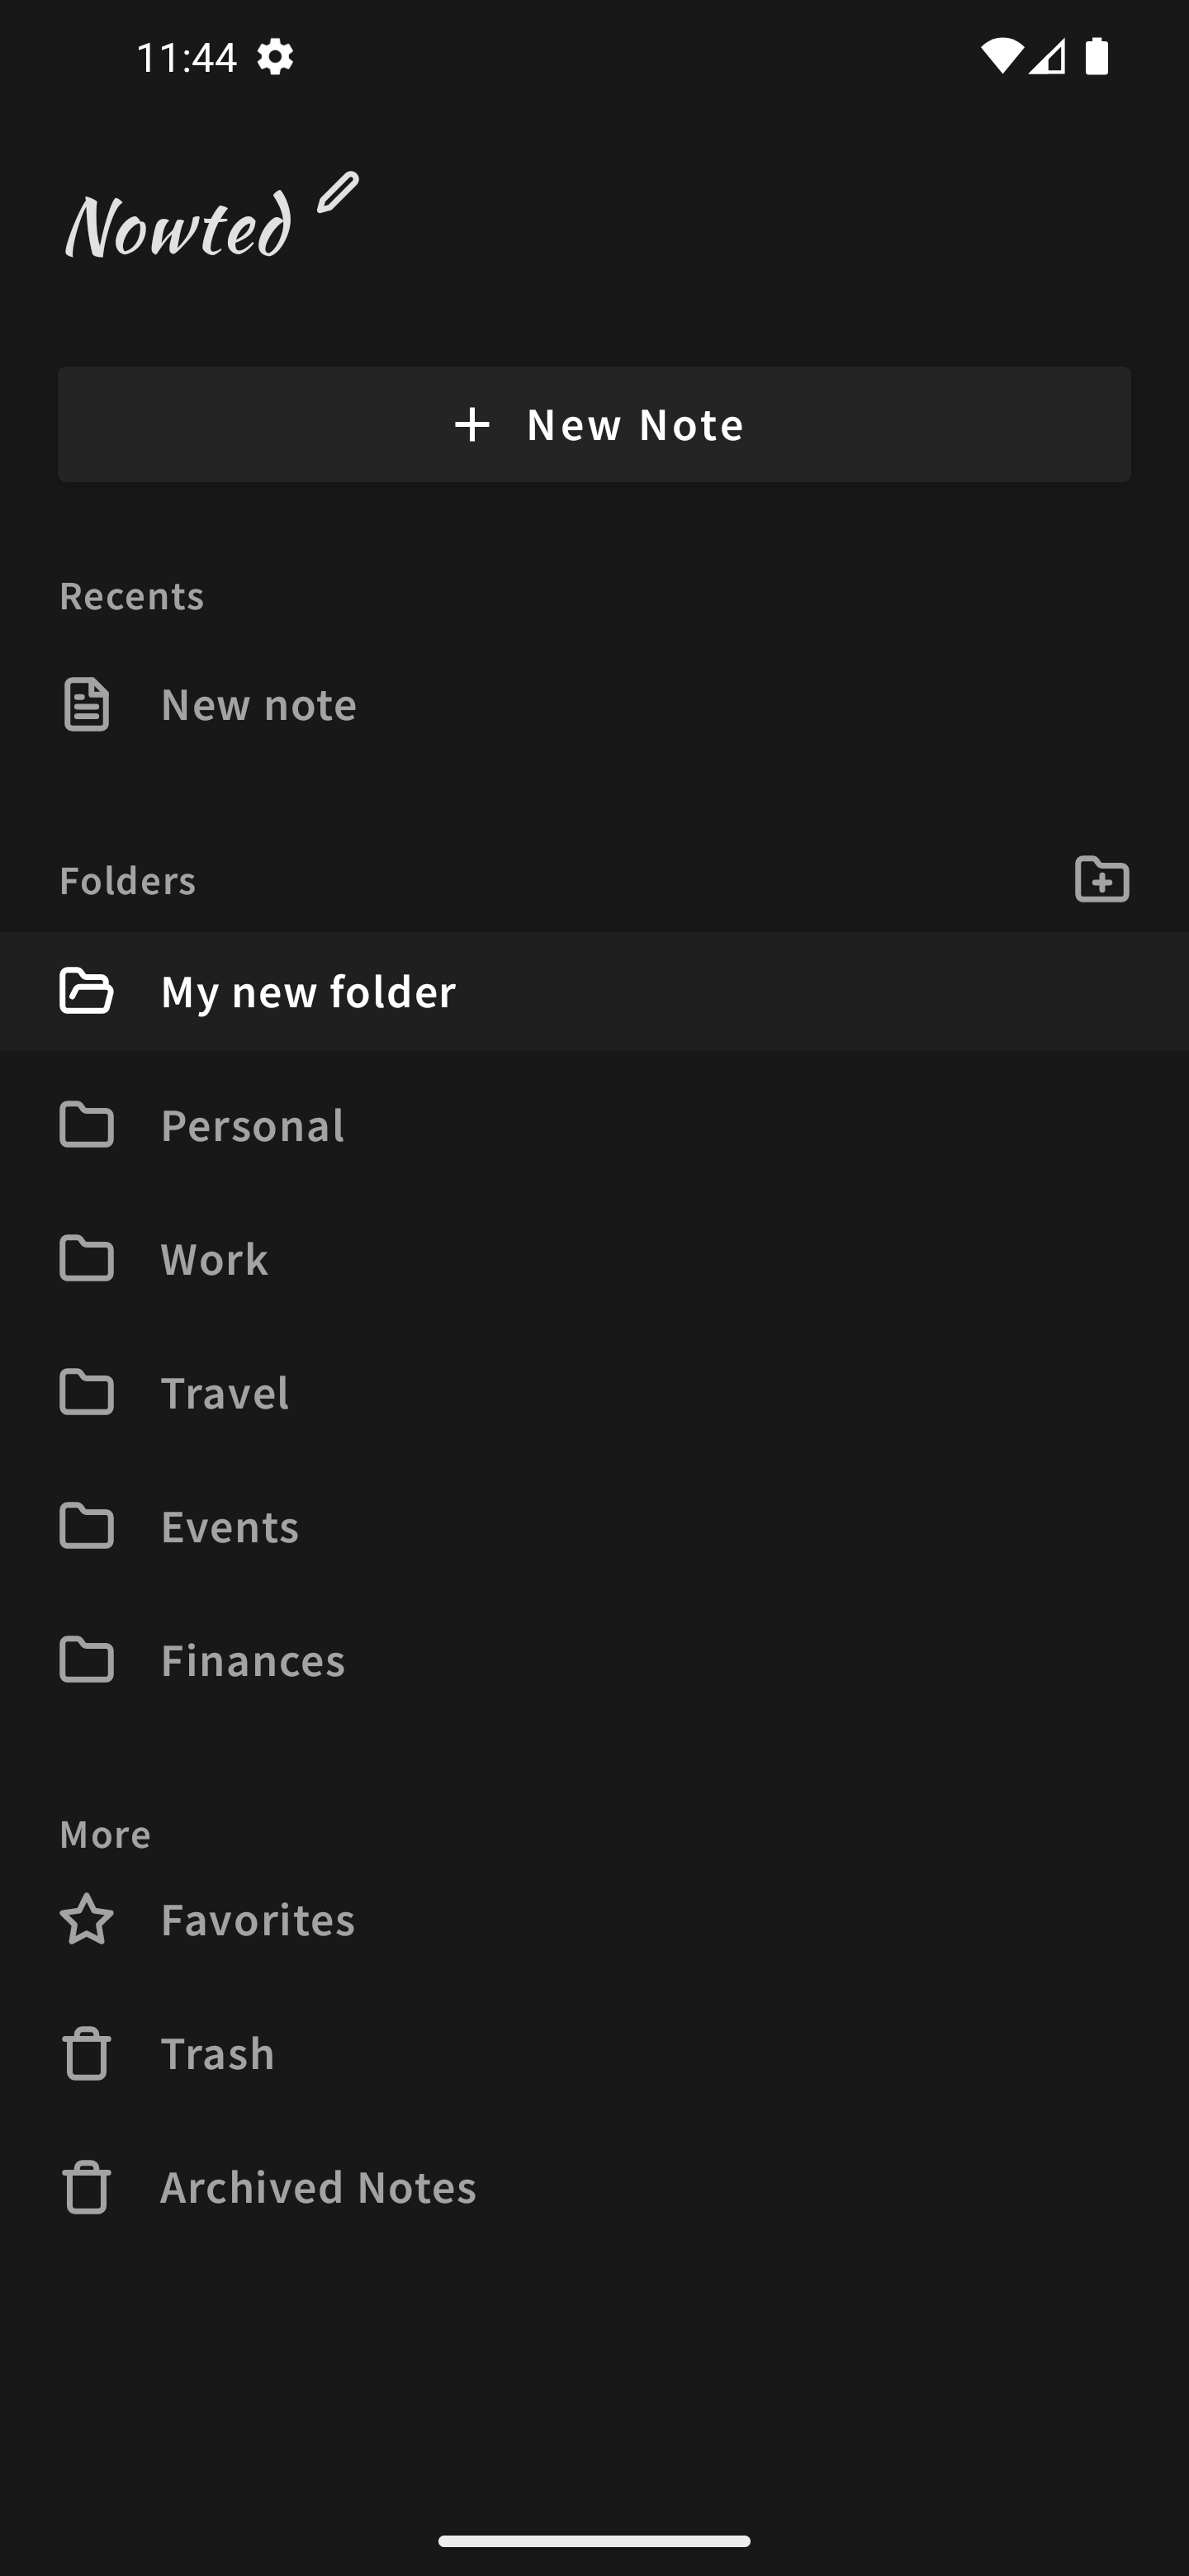 11:44
Nowted
New Note
Recents
New note
Folders
My new folder
Personal
Work
Travel
Events
Finances
More
Favorites
Trash
Archived Notes